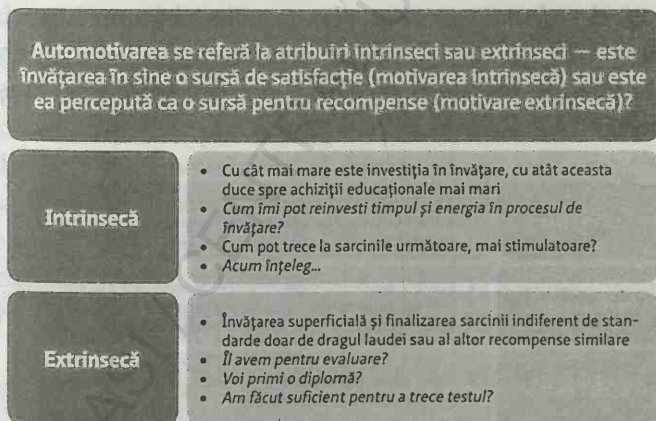 Automotivarea se referă la atribuiri intrinseci sau extrinseci — este
învățarea în sine o sursă de satisfacție (motivarea intrinsecă) sau este
ea percepută ca o sursă pentru recompense (motivare extrinsecă)?
Intrinsecă
• Cu cât mai mare este investiția în învățare, cu atât aceasta
duce spre achiziții educaționale mai mari
• Cum îmi pot reinvesti timpul și energia în procesul de
învățare?
• Cum pot trece la sarcinile următoare, mai stimulatoare?
• Acum înțeleg...
Extrinsecă
• Învățarea superficială și finalizarea sarcinii indiferent de stan-
darde doar de dragul laudei sau al altor recompense similare
• Îl avem pentru evaluare?
• Voi primi o diplomă?
• Am făcut suficient pentru a trece testul?